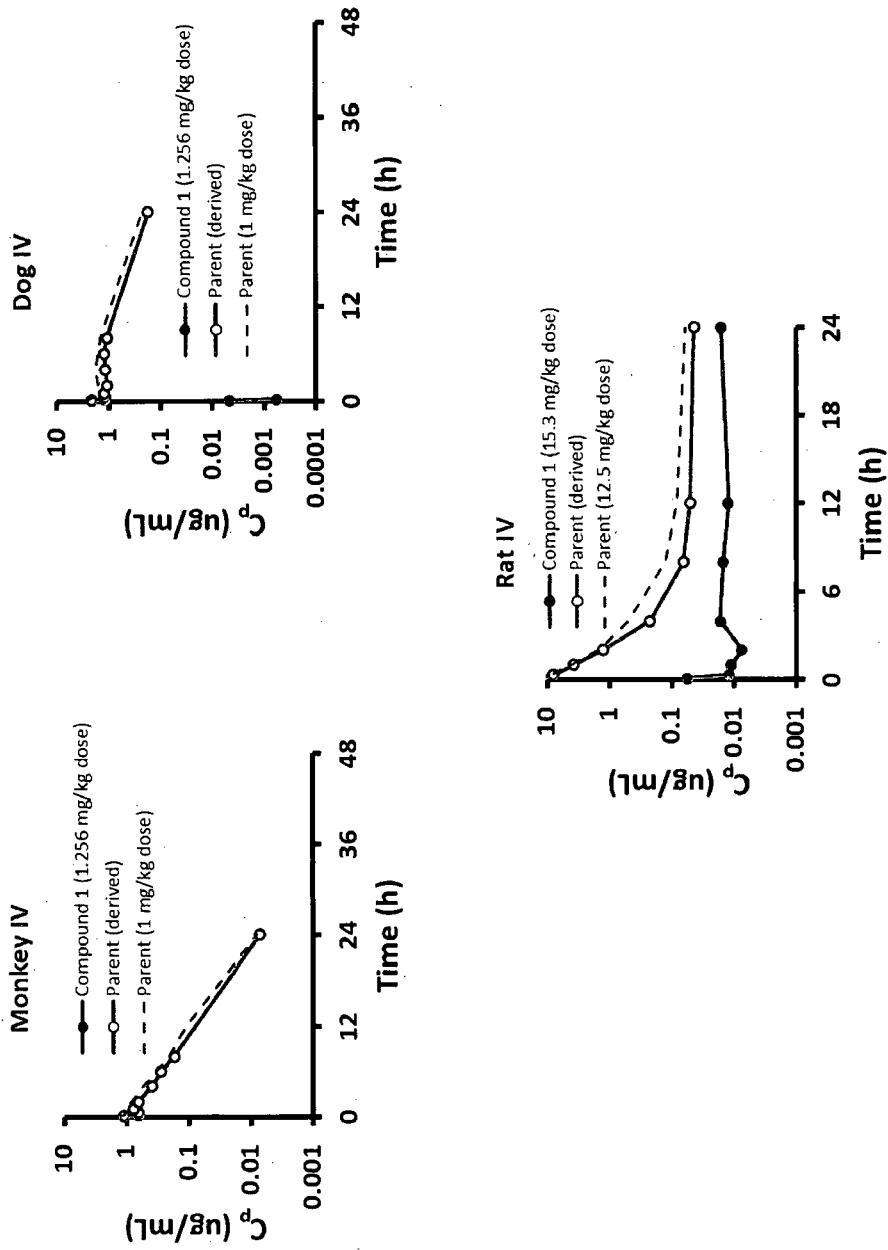 Monkey IV
Compound 1 (1.256 mg/kg dose)
Parent (derived)
Parent (1 mg/kg dose)
Cp (ug/mL)
10
1
0.1
0.01
0.001
0
12
24
36
48
Time (h)
Dog IV
Compound 1 (1.256 mg/kg dose)
Parent (derived)
Parent (1 mg/kg dose)
Cp (ug/mL)
10
1
0.1
0.01
0.001
0.0001
0
12
24
36
48
Time (h)
Rat IV
Compound 1 (15.3 mg/kg dose)
Parent (derived)
Parent (12.5 mg/kg dose)
Cp (ug/mL)
10
1
0.1
0.01
0.001
0
6
12
18
24
Time (h)